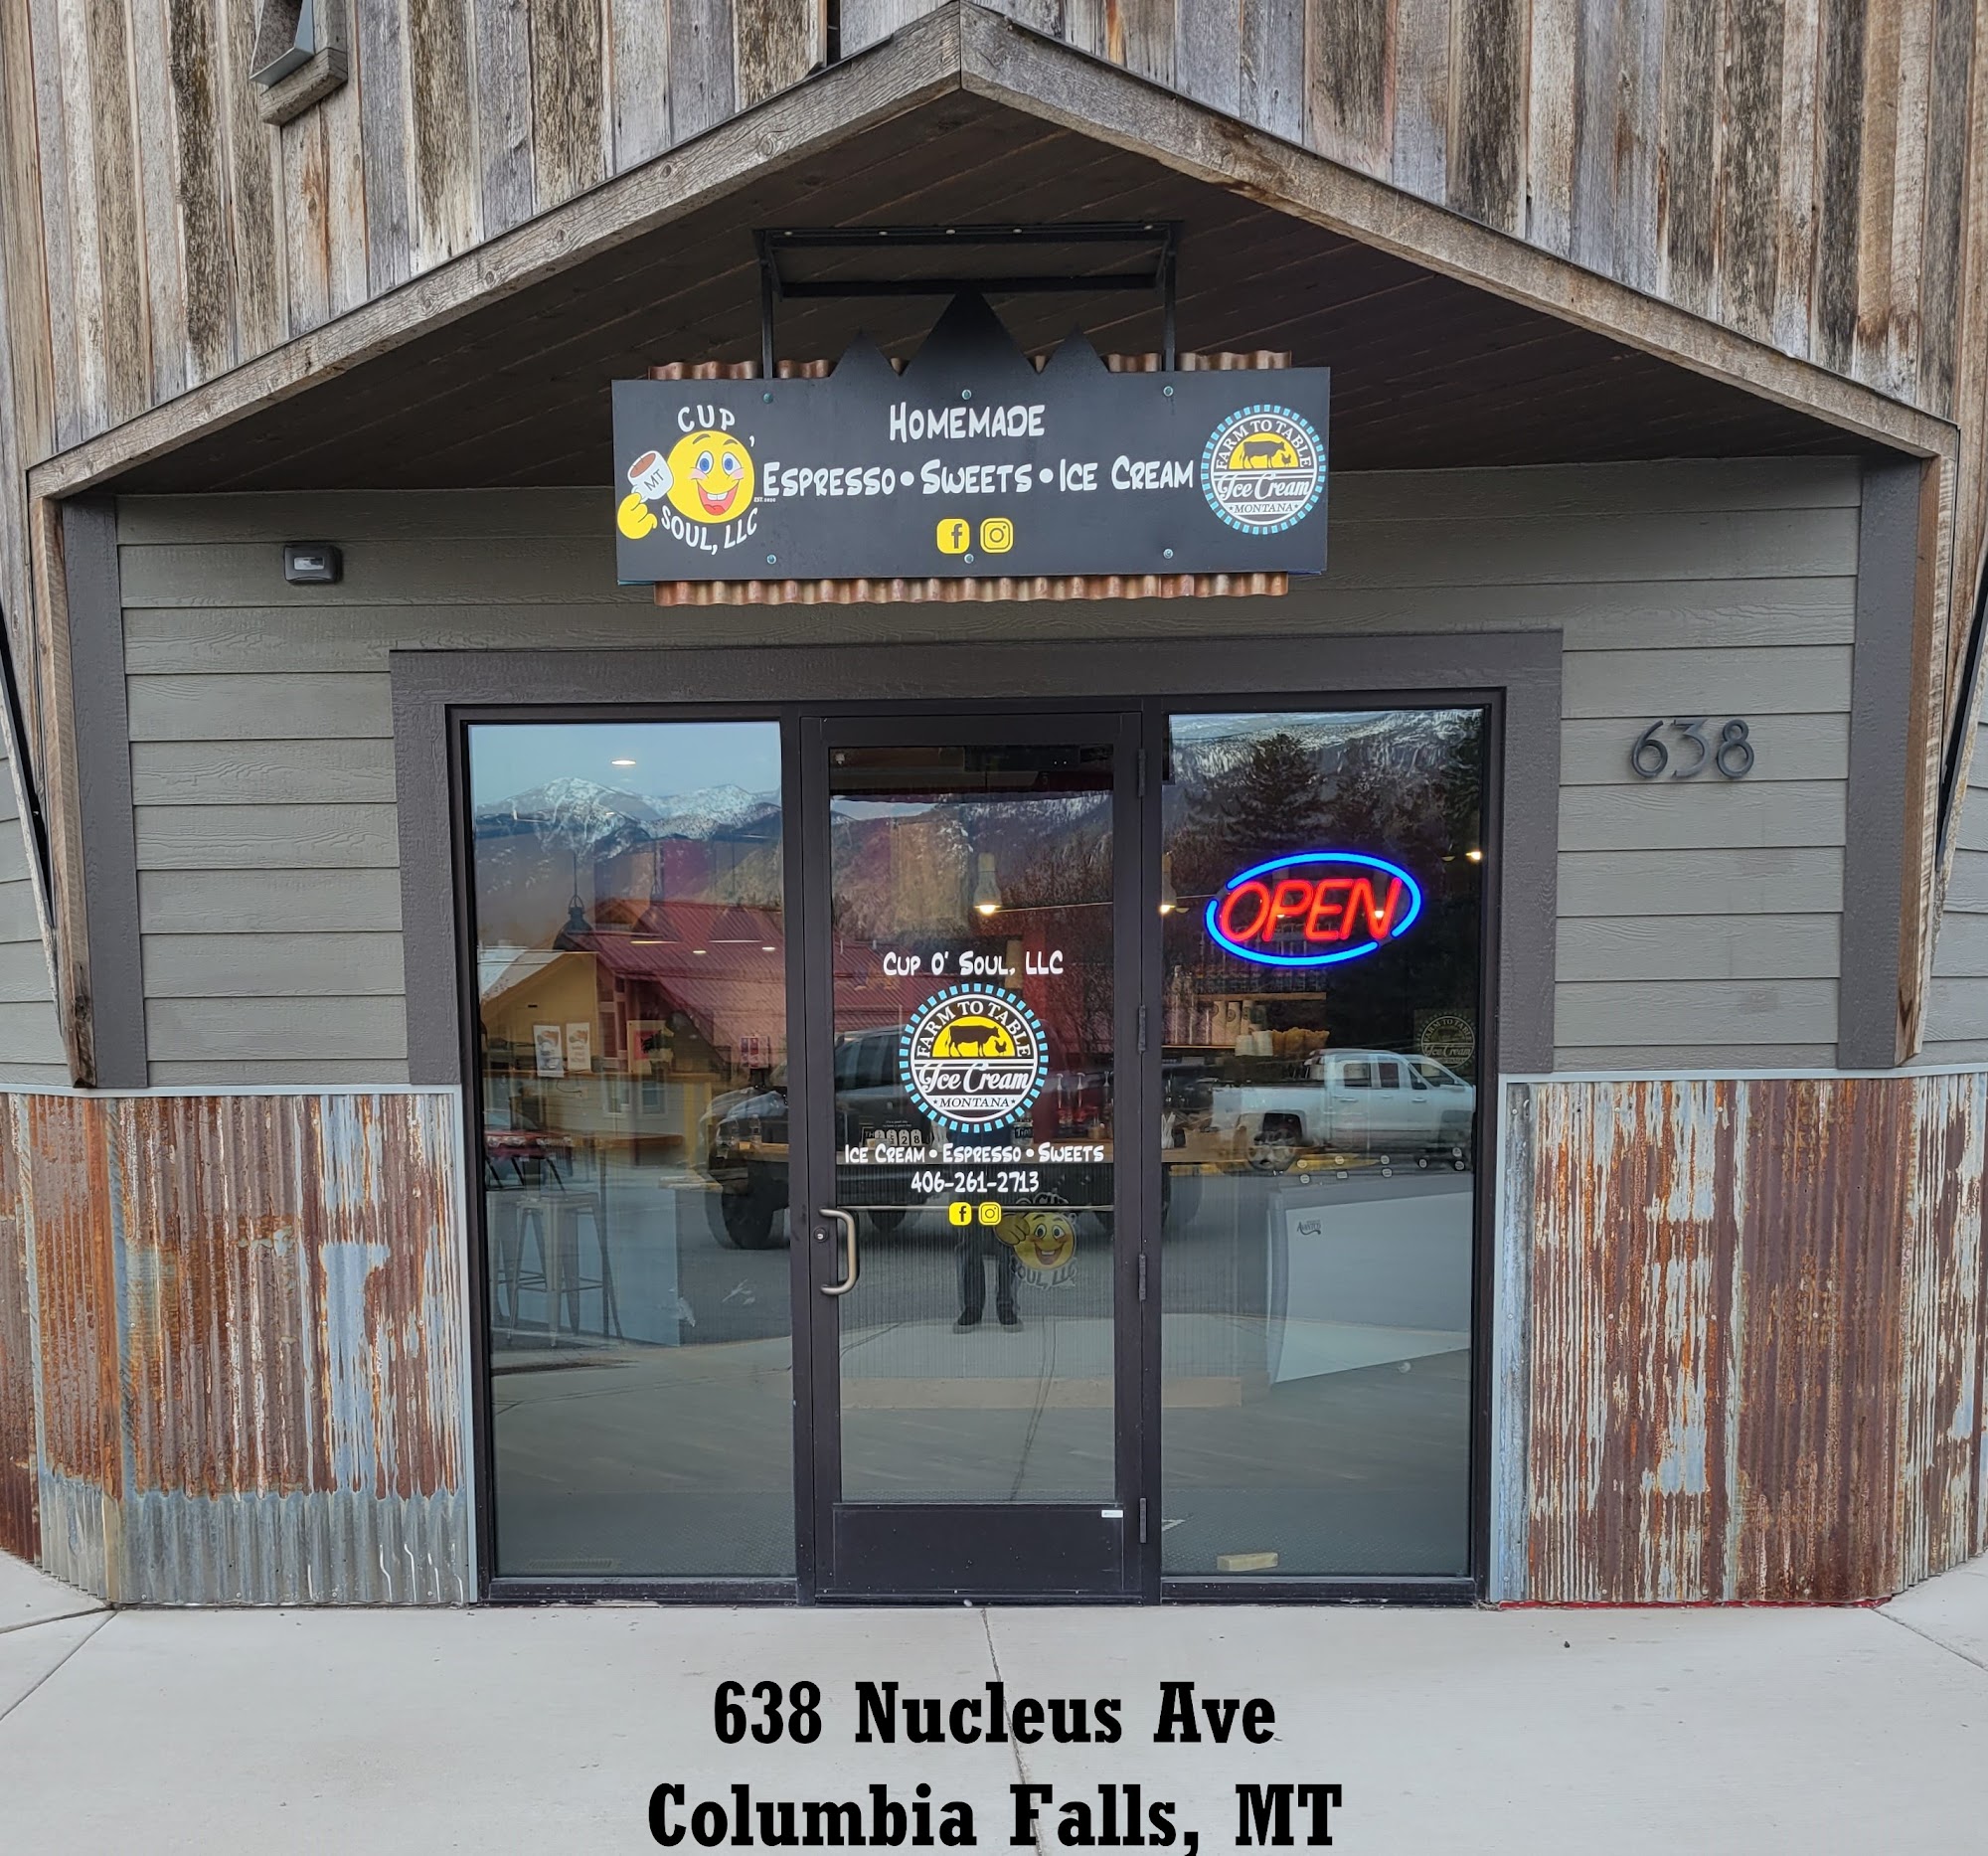 CUP O'
MT
SOUL, LLC
HOMEMADE
ESPRESSO • SWEETS • ICE CREAM
FARM TO TABLE
Ice Cream
MONTANA
638
OPEN
CUP O' SOUL, LLC
FARM TO TABLE
Ice Cream
MONTANA
ICE CREAM • ESPRESSO • SWEETS
406-261-2713
638 Nucleus Ave
Columbia Falls, MT